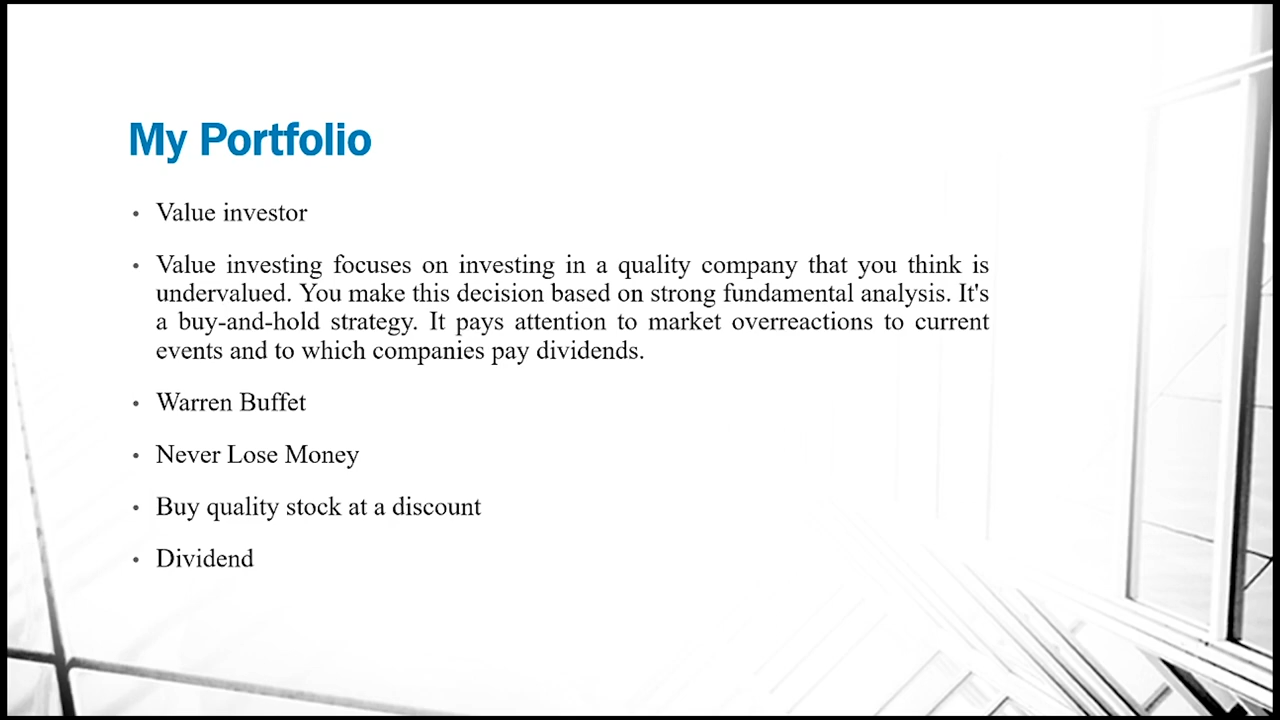 My Portfolio
• Value investor
• Value investing focuses on investing in a quality company that you think is
undervalued. You make this decision based on strong fundamental analysis. It's
a buy-and-hold strategy. It pays attention to market overreactions to current
events and to which companies pay dividends.
• Warren Buffet
• Never Lose Money
• Buy quality stock at a discount
• Dividend